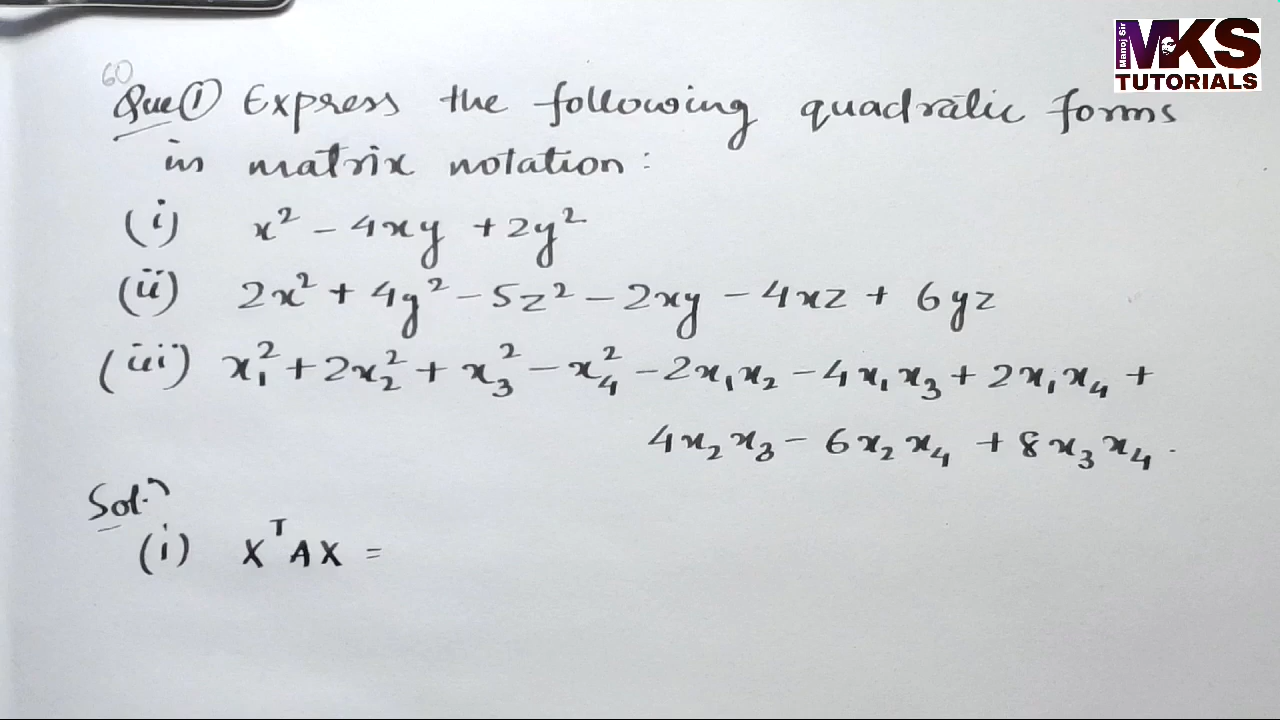 Manoj Sir
MKS
TUTORIALS
60
Que ① Express the following quadratic forms
in matrix notation :
(i) x² - 4xy + 2y²
(ii) 2x² + 4y² - 5z² - 2xy - 4xz + 6yz
(iii) x₁² + 2x₂² + x₃² - x₄² - 2x₁x₂ - 4x₁x₃ + 2x₁x₄ +
4x₂x₃ - 6x₂x₄ + 8x₃x₄ .
Solⁿ
(i) XᵀAX =